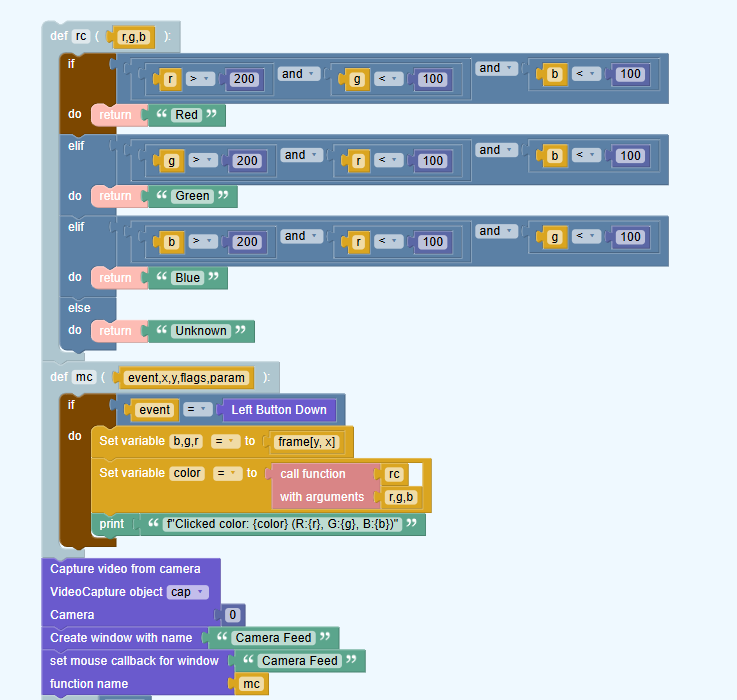 def rc ( r,g,b ):
if r > 200 and g < 100 and b < 100
do return “ Red ”
elif g > 200 and r < 100 and b < 100
do return “ Green ”
elif b > 200 and r < 100 and g < 100
do return “ Blue ”
else
do return “ Unknown ”
def mc ( event,x,y,flags,param ):
if event = Left Button Down
do Set variable b,g,r = to frame[y, x]
Set variable color = to call function rc
with arguments r,g,b
print “ f"Clicked color: {color} (R:{r}, G:{g}, B:{b})" ”
Capture video from camera
VideoCapture object cap
Camera 0
Create window with name “ Camera Feed ”
set mouse callback for window “ Camera Feed ”
function name mc